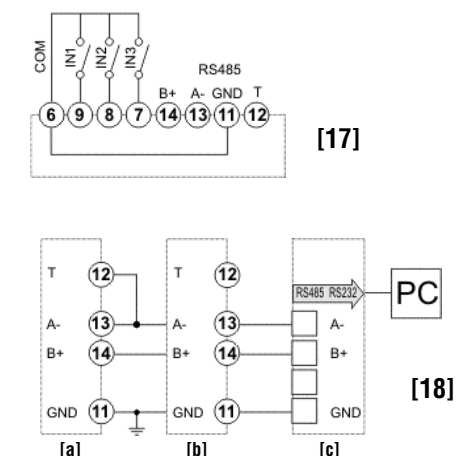 COM IN1 IN2 IN3
RS485
B+ A- GND T
6 9 8 7 14 13 11 12
[17]
T 12 T 12
RS485 RS232 PC
A- 13 A- 13 A-
B+ 14 B+ 14 B+
[18]
GND 11 GND 11 GND
[a] [b] [c]